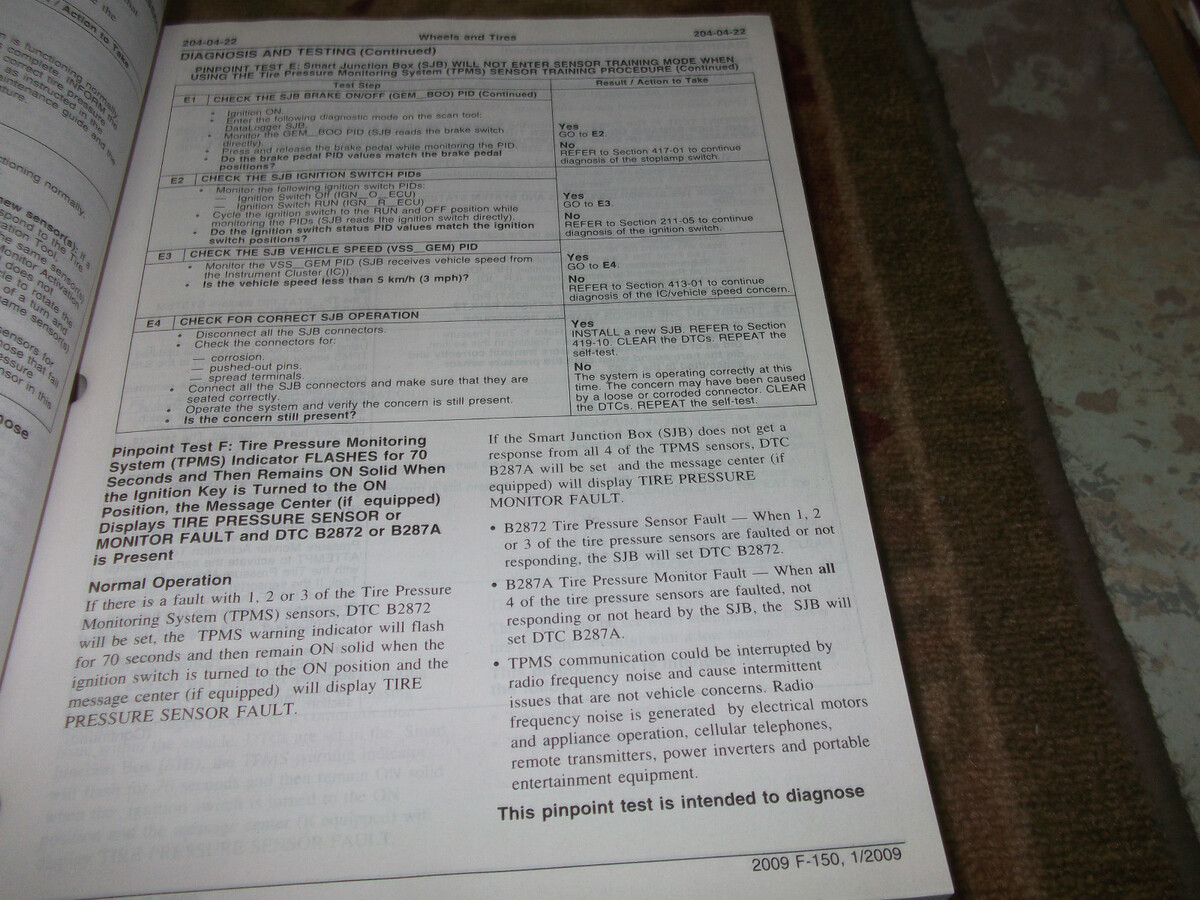 / Action to Take
is functioning normally,
complete. INFORM the
correct tire pressure
as instructed in the
maintenance guide and the
ctioning normally.
new sensor(s):
204-04-22
Wheels and Tires
204-04-22
DIAGNOSIS AND TESTING (Continued)
PINPOINT TEST E: Smart Junction Box (SJB) WILL NOT ENTER SENSOR TRAINING MODE WHEN
USING THE Tire Pressure Monitoring System (TPMS) SENSOR TRAINING PROCEDURE (Continued)
Test Step
Result / Action to Take
E1 CHECK THE SJB BRAKE ON/OFF (GEM_BOO) PID (Continued)
• Ignition ON.
• Enter the following diagnostic mode on the scan tool:
DataLogger SJB.
• Monitor the GEM_BOO PID (SJB reads the brake switch
directly).
• Press and release the brake pedal while monitoring the PID.
• Do the brake pedal PID values match the brake pedal
positions?
Yes
GO to E2.
No
REFER to Section 417-01 to continue
diagnosis of the stoplamp switch.
E2 CHECK THE SJB IGNITION SWITCH PIDs
• Monitor the following ignition switch PIDs:
— Ignition Switch Off (IGN_O_ECU)
— Ignition Switch RUN (IGN_R_ECU)
• Cycle the ignition switch to the RUN and OFF position while
monitoring the PIDs (SJB reads the ignition switch directly).
• Do the ignition switch status PID values match the ignition
switch positions?
Yes
GO to E3.
No
REFER to Section 211-05 to continue
diagnosis of the ignition switch.
E3 CHECK THE SJB VEHICLE SPEED (VSS_GEM) PID
• Monitor the VSS_GEM PID (SJB receives vehicle speed from
the Instrument Cluster (IC))
• Is the vehicle speed less than 5 km/h (3 mph)?
Yes
GO to E4.
No
REFER to Section 413-01 to continue
diagnosis of the IC/vehicle speed concern.
E4 CHECK FOR CORRECT SJB OPERATION
• Disconnect all the SJB connectors.
• Check the connectors for:
— corrosion.
— pushed-out pins.
— spread terminals.
• Connect all the SJB connectors and make sure that they are
seated correctly.
• Operate the system and verify the concern is still present.
• Is the concern still present?
Yes
INSTALL a new SJB. REFER to Section
419-10. CLEAR the DTCs. REPEAT the
self-test.
No
The system is operating correctly at this
time. The concern may have been caused
by a loose or corroded connector. CLEAR
the DTCs. REPEAT the self-test.
Pinpoint Test F: Tire Pressure Monitoring
System (TPMS) Indicator FLASHES for 70
Seconds and Then Remains ON Solid When
the Ignition Key is Turned to the ON
Position, the Message Center (if equipped)
Displays TIRE PRESSURE SENSOR or
MONITOR FAULT and DTC B2872 or B287A
is Present
Normal Operation
If there is a fault with 1, 2 or 3 of the Tire Pressure
Monitoring System (TPMS) sensors, DTC B2872
will be set, the TPMS warning indicator will flash
for 70 seconds and then remain ON solid when the
ignition switch is turned to the ON position and the
message center (if equipped) will display TIRE
PRESSURE SENSOR FAULT.
If the Smart Junction Box (SJB) does not get a
response from all 4 of the TPMS sensors, DTC
B287A will be set and the message center (if
equipped) will display TIRE PRESSURE
MONITOR FAULT.
• B2872 Tire Pressure Sensor Fault — When 1, 2
or 3 of the tire pressure sensors are faulted or not
responding, the SJB will set DTC B2872.
• B287A Tire Pressure Monitor Fault — When all
4 of the tire pressure sensors are faulted, not
responding or not heard by the SJB, the SJB will
set DTC B287A.
• TPMS communication could be interrupted by
radio frequency noise and cause intermittent
issues that are not vehicle concerns. Radio
frequency noise is generated by electrical motors
and appliance operation, cellular telephones,
remote transmitters, power inverters and portable
entertainment equipment.
This pinpoint test is intended to diagnose
2009 F-150, 1/2009